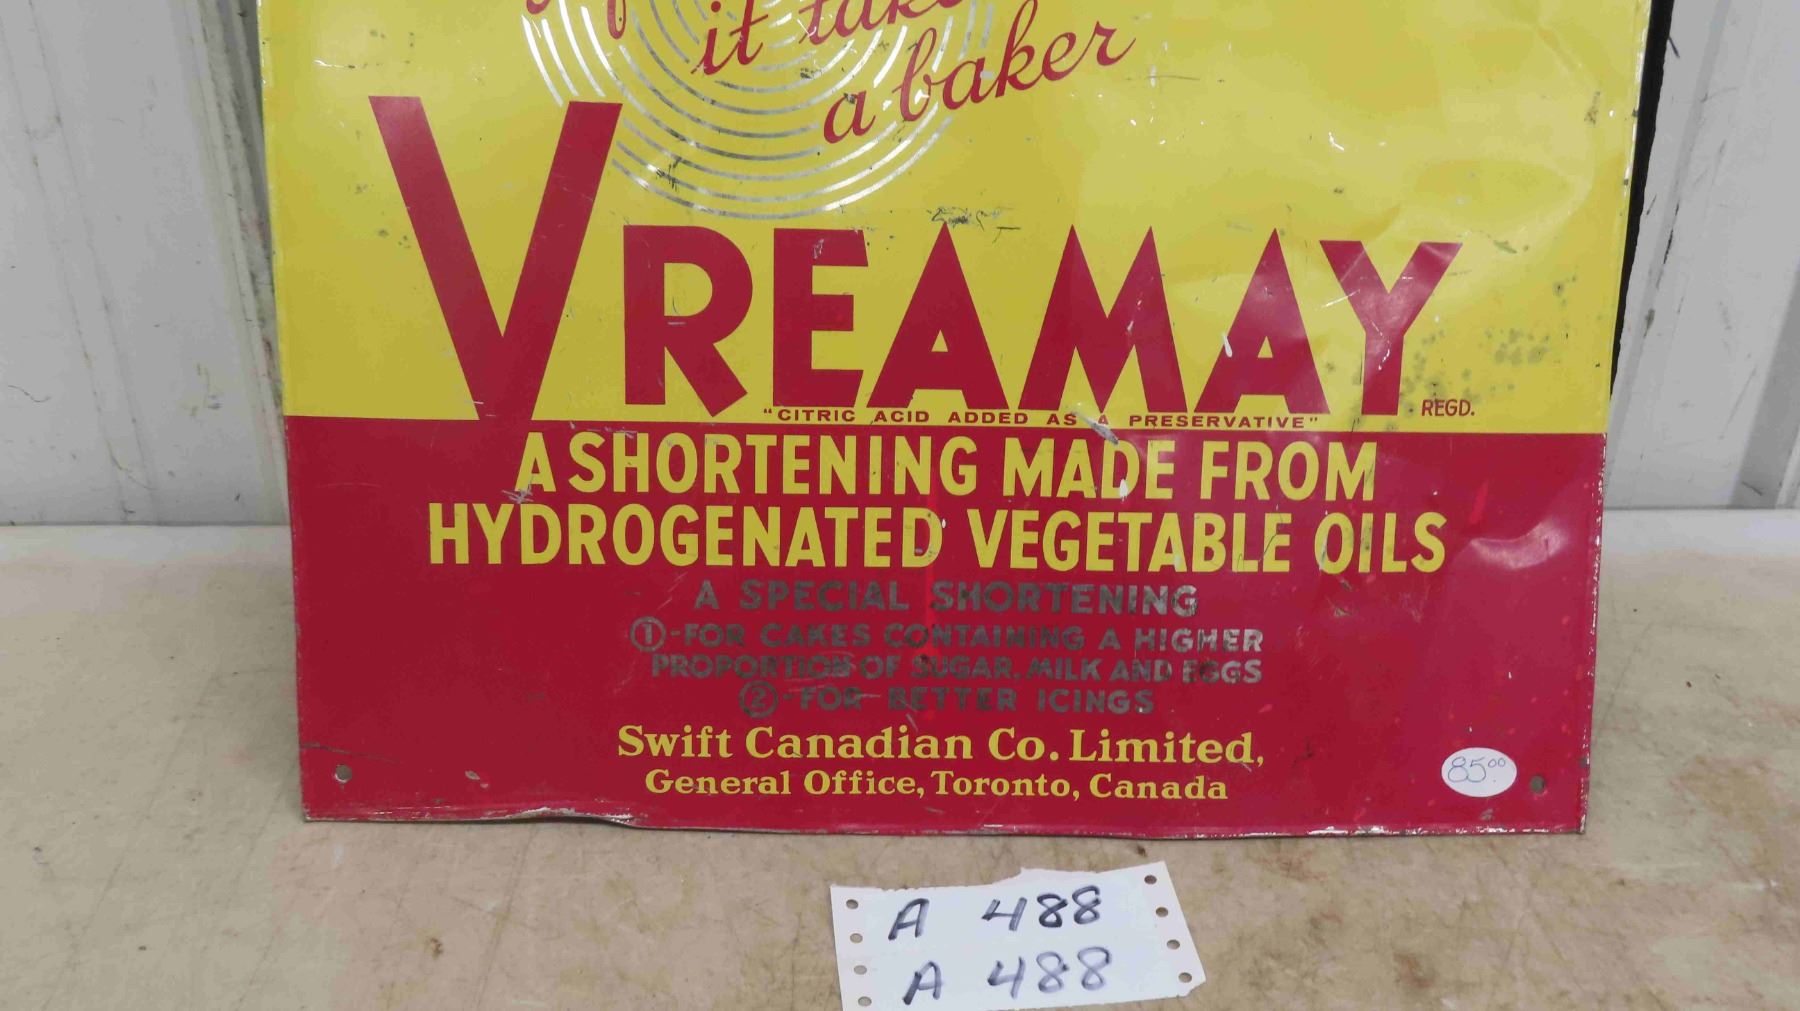 it take
a baker
VREAMAY REGD.
"CITRIC ACID ADDED AS A PRESERVATIVE"
A SHORTENING MADE FROM
HYDROGENATED VEGETABLE OILS
A SPECIAL SHORTENING
①-FOR CAKES CONTAINING A HIGHER
PROPORTION OF SUGAR, MILK AND EGGS
②-FOR BETTER ICINGS
Swift Canadian Co. Limited,
General Office, Toronto, Canada
85.00
A 488
A 488